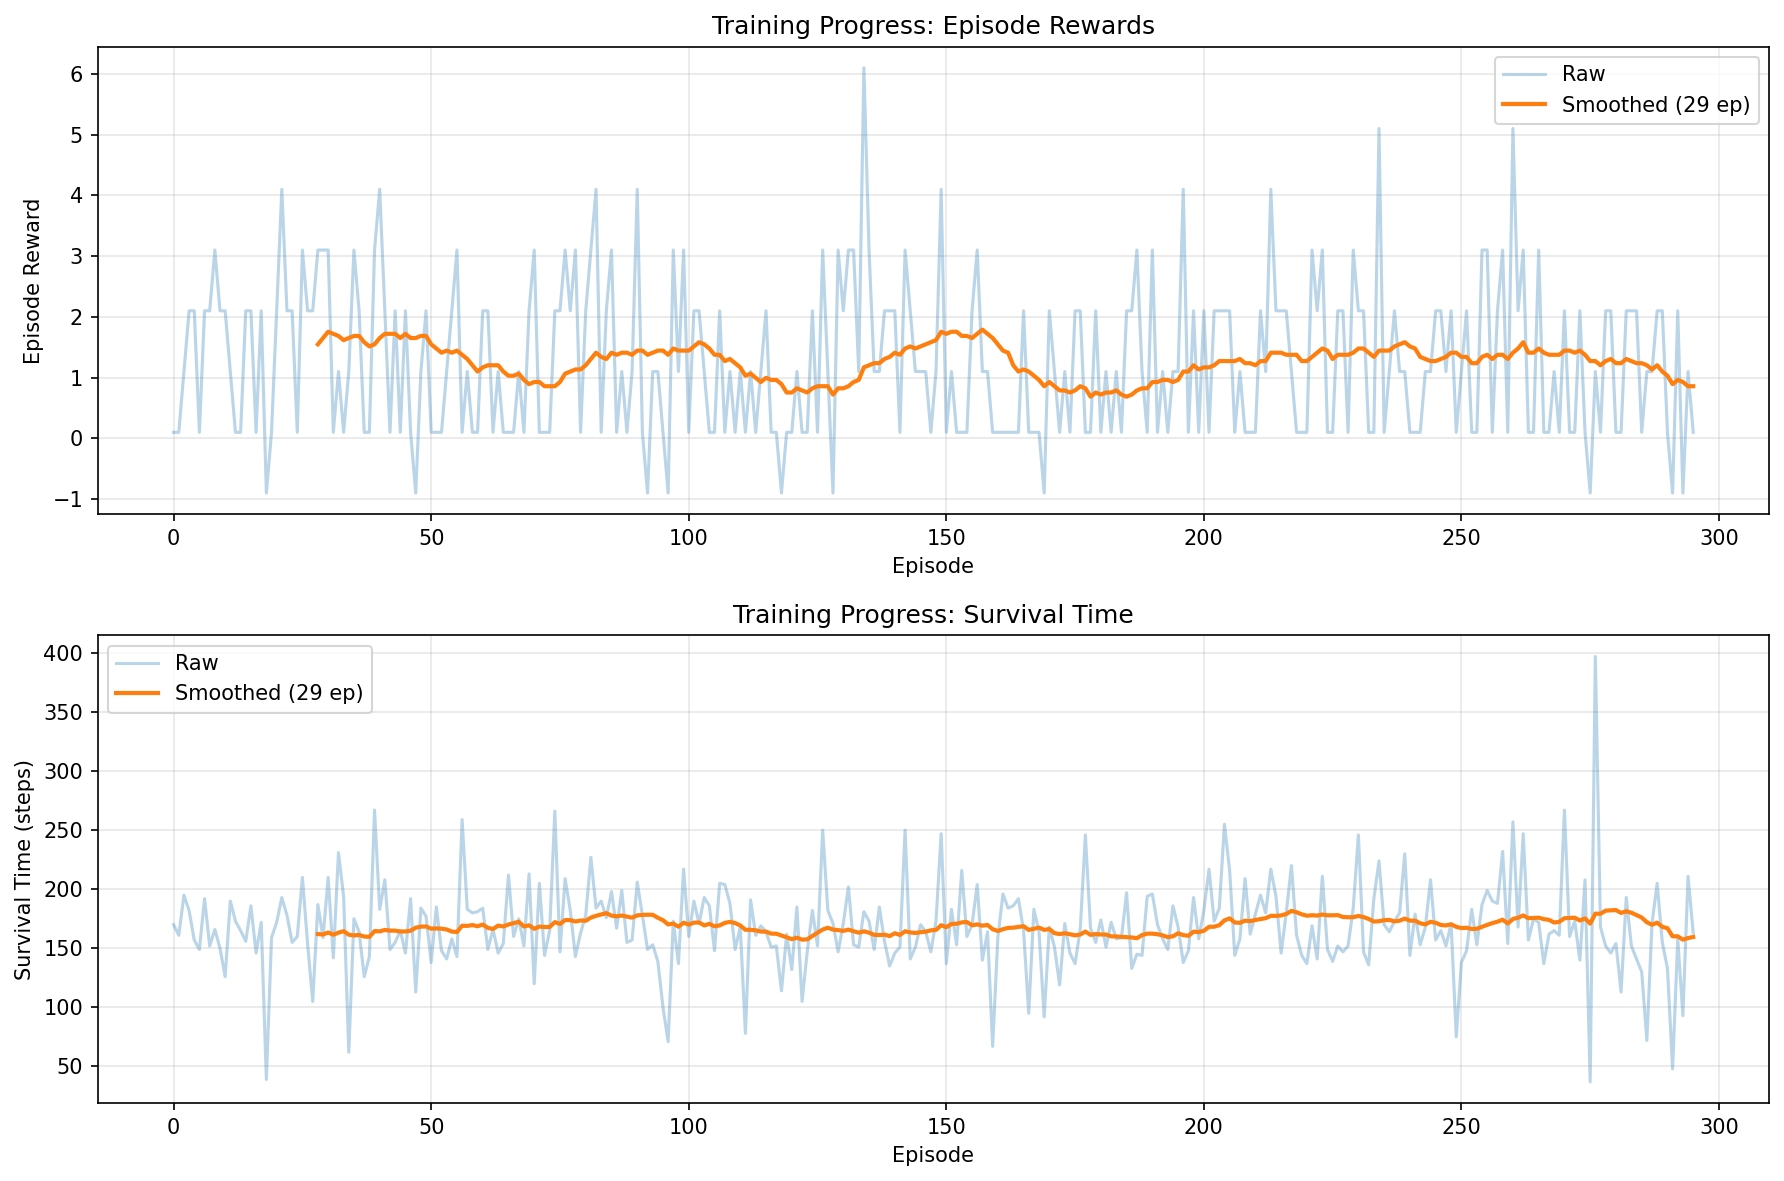 Training Progress: Episode Rewards
Episode Reward
6
5
4
3
2
1
0
−1
Raw
Smoothed (29 ep)
0 50 100 150 200 250 300
Episode
Training Progress: Survival Time
Survival Time (steps)
400
350
300
250
200
150
100
50
Raw
Smoothed (29 ep)
0 50 100 150 200 250 300
Episode